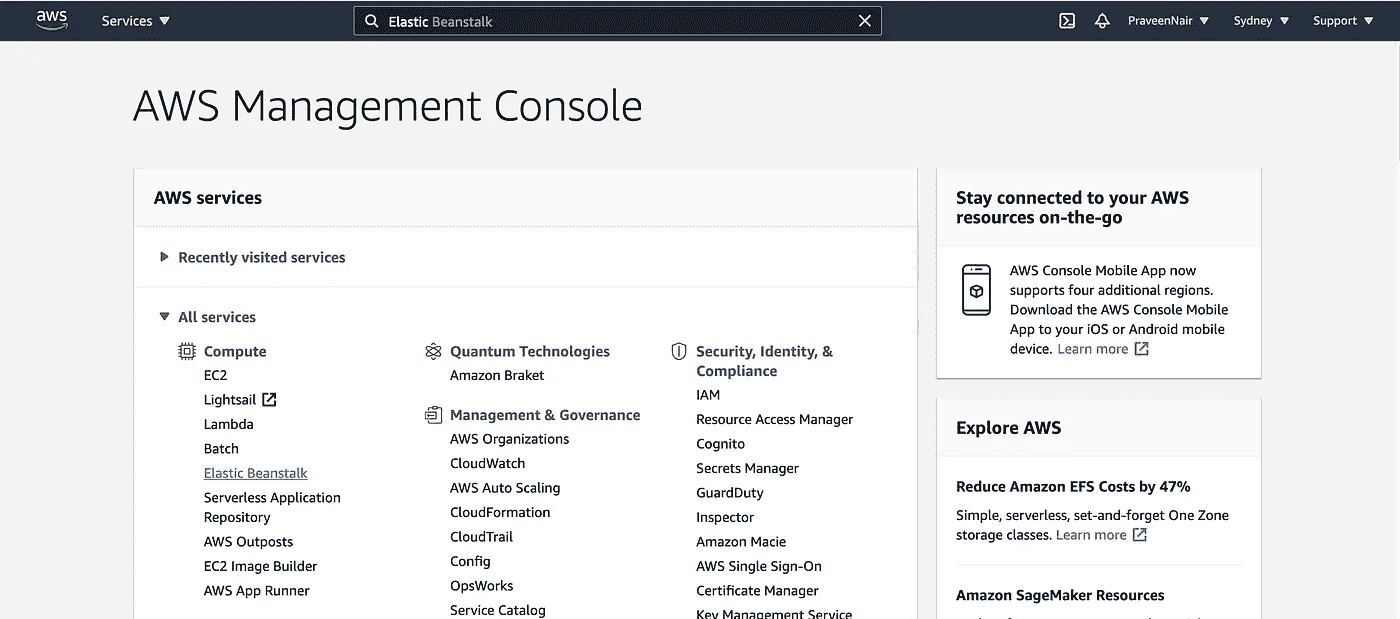 aws
Services
Elastic Beanstalk
PraveenNair
Sydney
Support
AWS Management Console
AWS services
Recently visited services
All services
Compute
EC2
Lightsail
Lambda
Batch
Elastic Beanstalk
Serverless Application
Repository
AWS Outposts
EC2 Image Builder
AWS App Runner
Quantum Technologies
Amazon Braket
Management & Governance
AWS Organizations
CloudWatch
AWS Auto Scaling
CloudFormation
CloudTrail
Config
OpsWorks
Service Catalog
Security, Identity, &
Compliance
IAM
Resource Access Manager
Cognito
Secrets Manager
GuardDuty
Inspector
Amazon Macie
AWS Single Sign-On
Certificate Manager
Key Management Service
Stay connected to your AWS
resources on-the-go
AWS Console Mobile App now
supports four additional regions.
Download the AWS Console Mobile
App to your iOS or Android mobile
device. Learn more
Explore AWS
Reduce Amazon EFS Costs by 47%
Simple, serverless, set-and-forget One Zone
storage classes. Learn more
Amazon SageMaker Resources